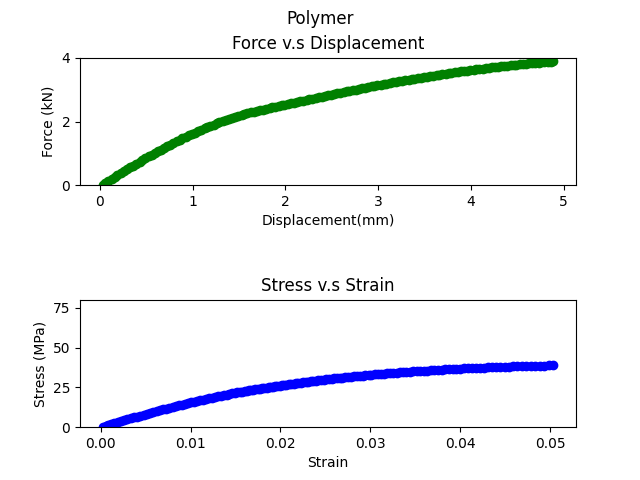 Polymer
Force v.s Displacement
4
2
0
Force (kN)
0 1 2 3 4 5
Displacement(mm)
Stress v.s Strain
75
50
25
0
Stress (MPa)
0.00 0.01 0.02 0.03 0.04 0.05
Strain